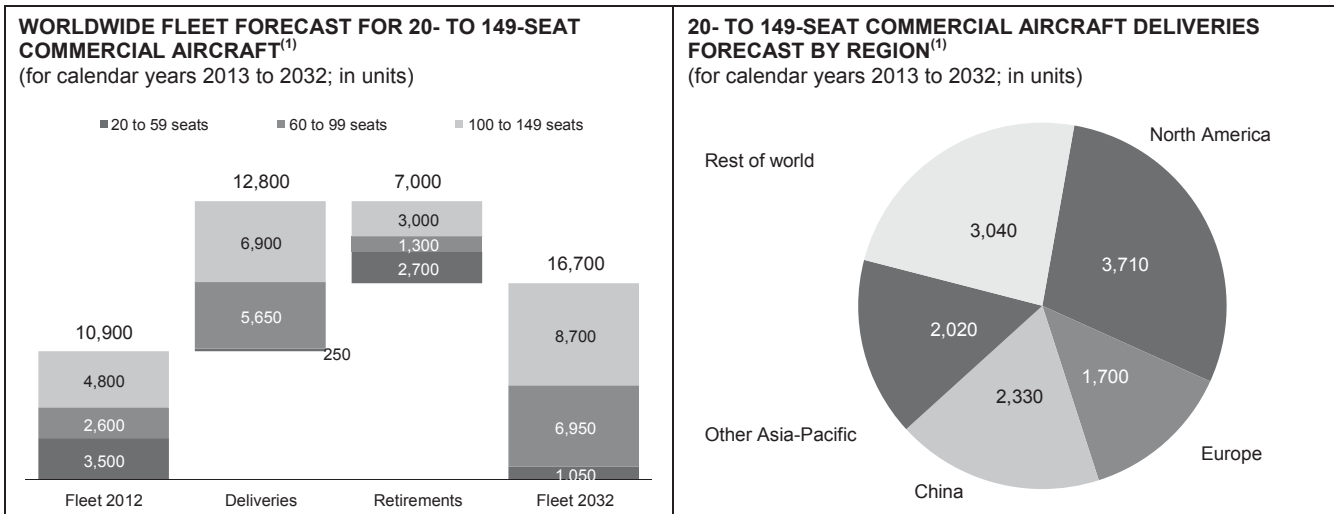 WORLDWIDE FLEET FORECAST FOR 20- TO 149-SEAT
COMMERCIAL AIRCRAFT(1)
(for calendar years 2013 to 2032; in units)
20 to 59 seats 60 to 99 seats 100 to 149 seats
12,800 7,000
6,900
3,000
1,300
2,700
16,700
5,650
10,900
250
8,700
4,800
2,600
6,950
3,500
1,050
Fleet 2012 Deliveries Retirements Fleet 2032
20- TO 149-SEAT COMMERCIAL AIRCRAFT DELIVERIES
FORECAST BY REGION(1)
(for calendar years 2013 to 2032; in units)
North America
Rest of world
3,040
3,710
2,020
1,700
2,330
Other Asia-Pacific
Europe
China